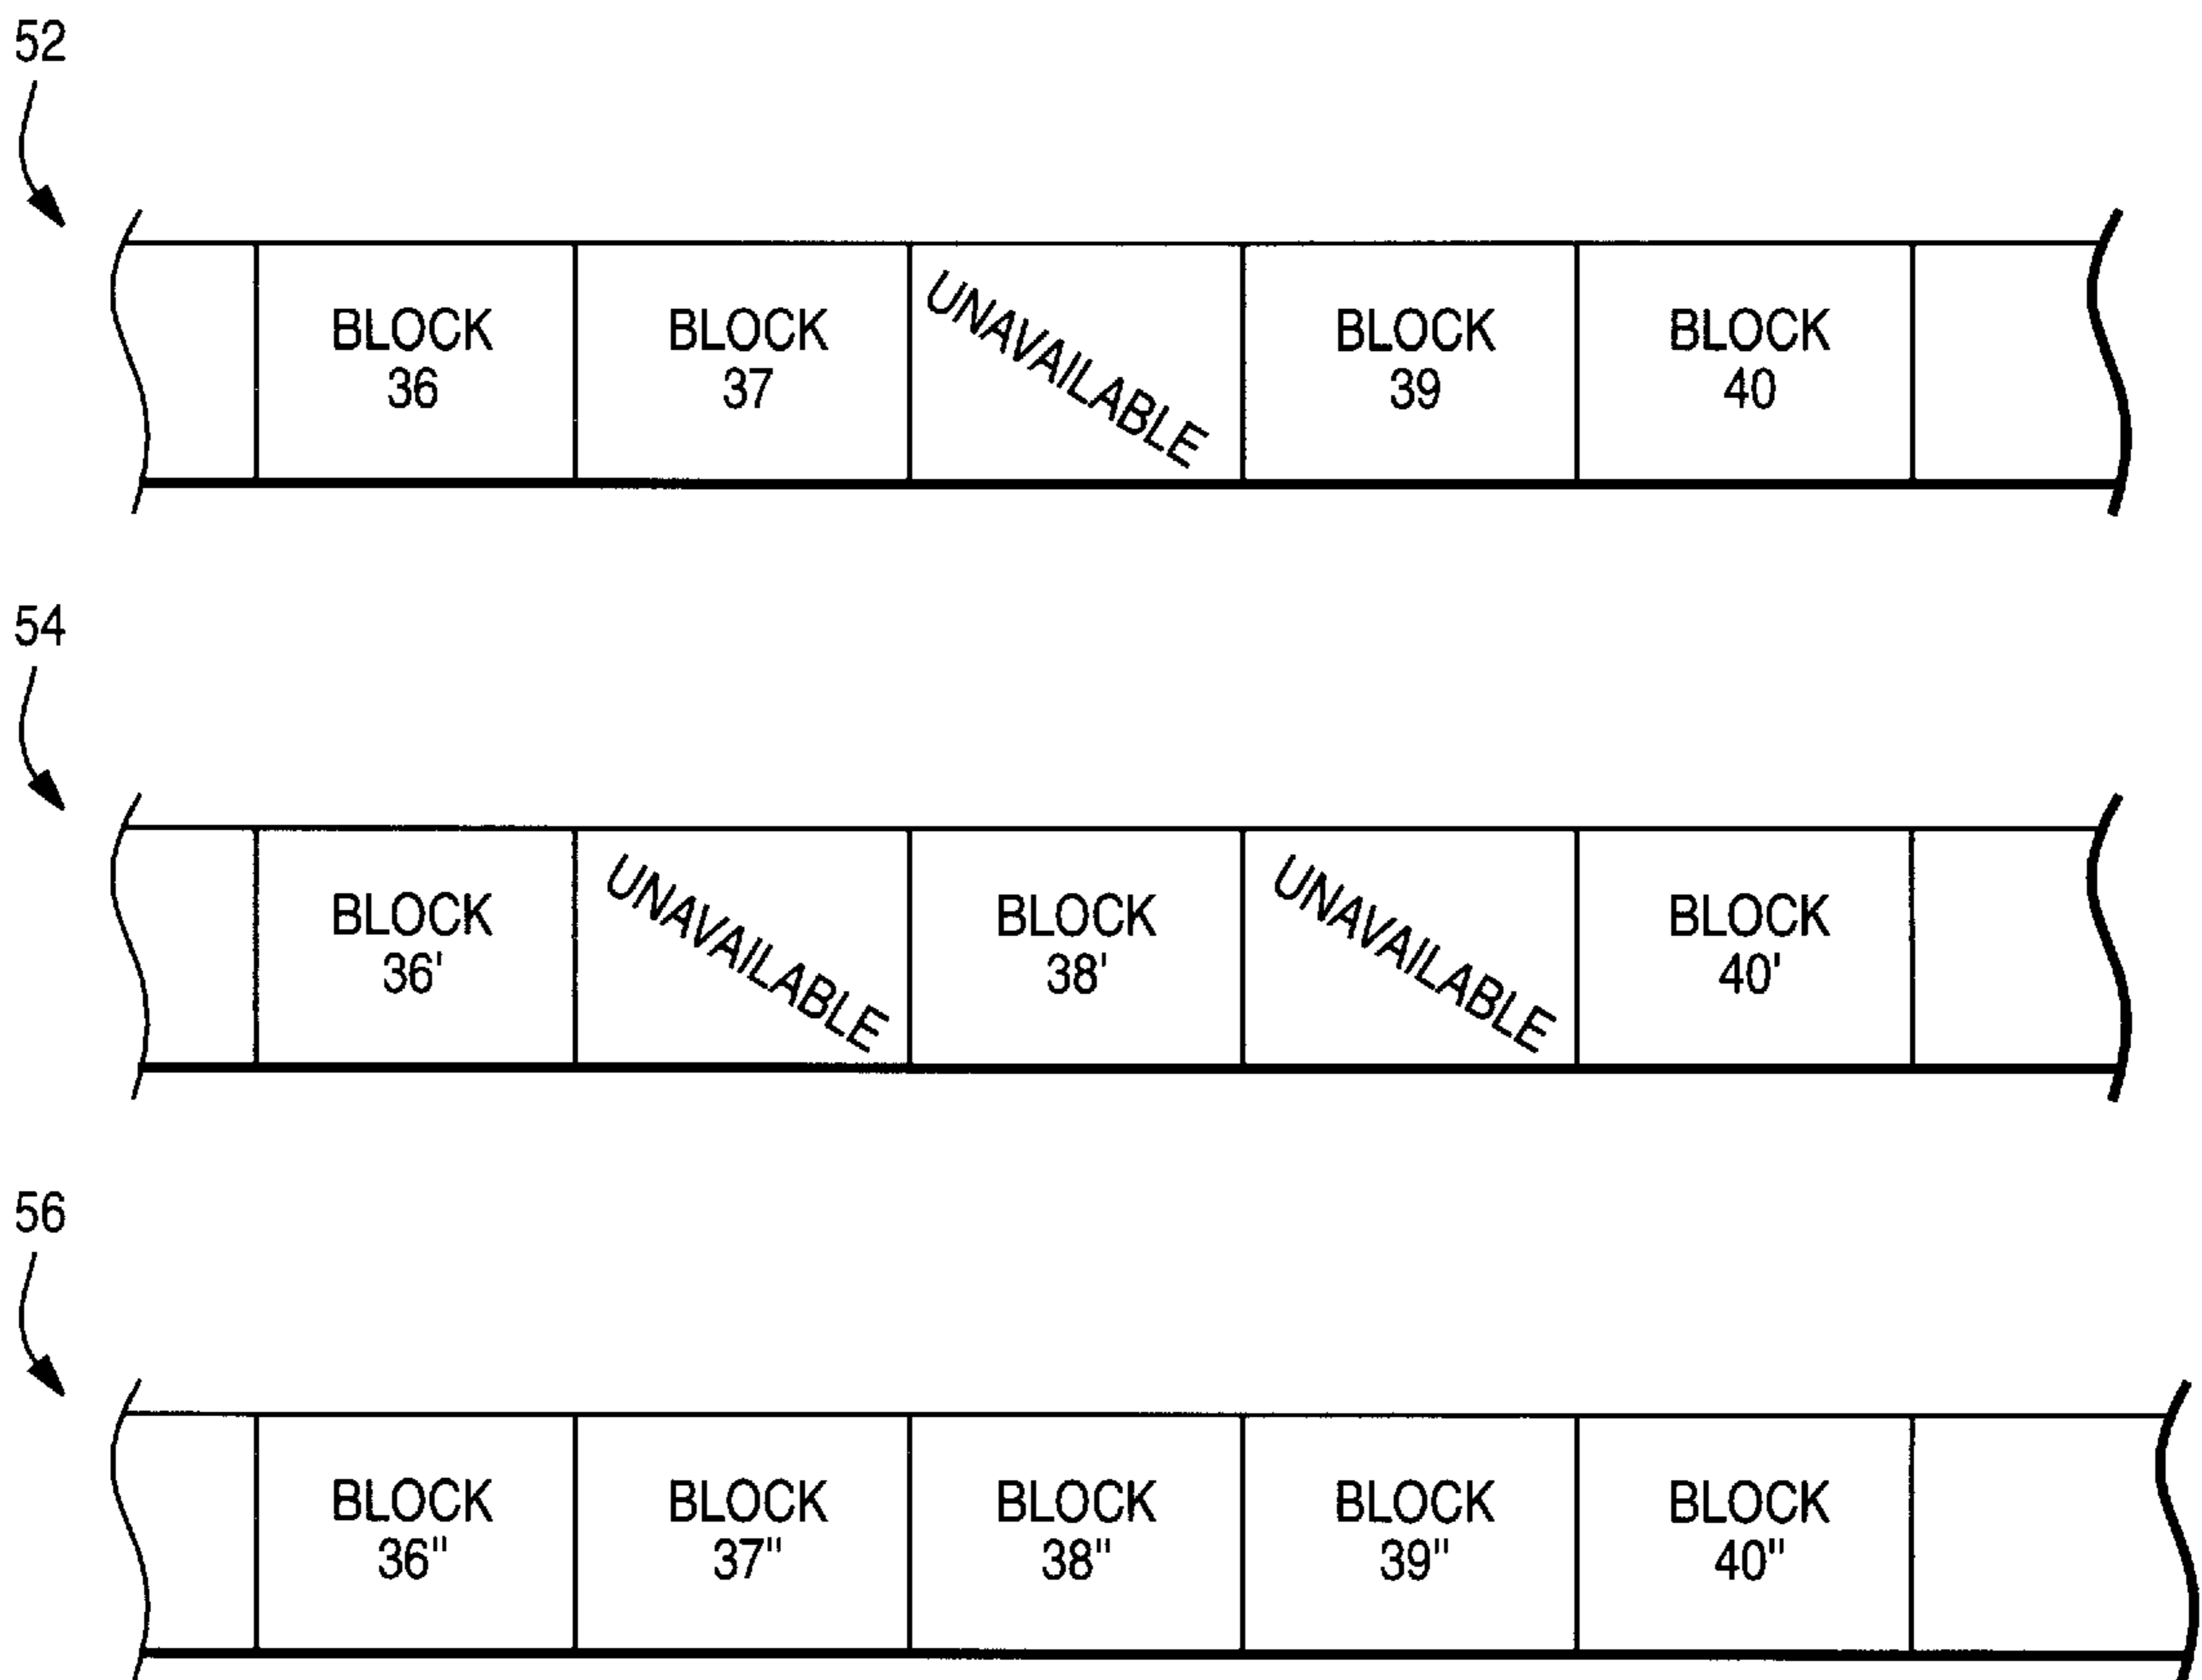 52
BLOCK
36
BLOCK
37
UNAVAILABLE
BLOCK
39
BLOCK
40
54
BLOCK
36'
UNAVAILABLE
BLOCK
38'
UNAVAILABLE
BLOCK
40'
56
BLOCK
36"
BLOCK
37"
BLOCK
38"
BLOCK
39"
BLOCK
40"